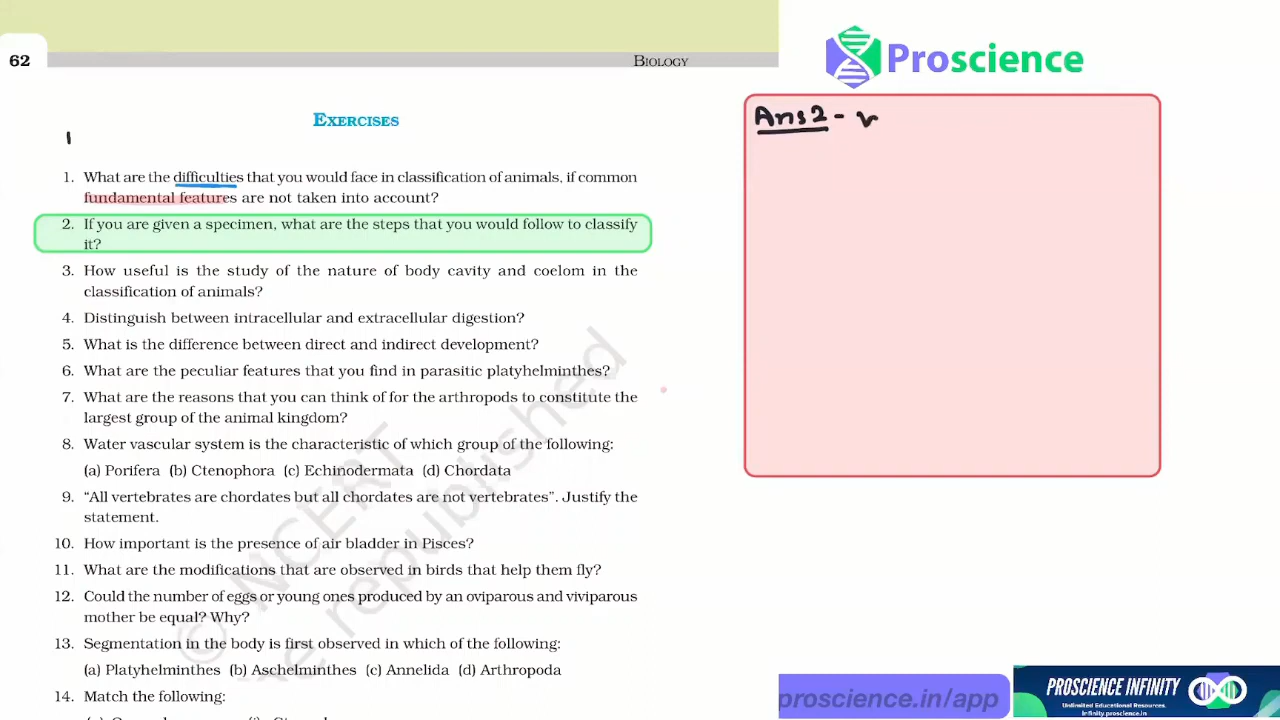 62
BIOLOGY
Proscience
EXERCISES
Ans 2 -
1. What are the difficulties that you would face in classification of animals, if common
fundamental features are not taken into account?
2. If you are given a specimen, what are the steps that you would follow to classify
it?
3. How useful is the study of the nature of body cavity and coelom in the
classification of animals?
4. Distinguish between intracellular and extracellular digestion?
5. What is the difference between direct and indirect development?
6. What are the peculiar features that you find in parasitic platyhelminthes?
7. What are the reasons that you can think of for the arthropods to constitute the
largest group of the animal kingdom?
8. Water vascular system is the characteristic of which group of the following:
(a) Porifera (b) Ctenophora (c) Echinodermata (d) Chordata
9. “All vertebrates are chordates but all chordates are not vertebrates”. Justify the
statement.
10. How important is the presence of air bladder in Pisces?
11. What are the modifications that are observed in birds that help them fly?
12. Could the number of eggs or young ones produced by an oviparous and viviparous
mother be equal? Why?
13. Segmentation in the body is first observed in which of the following:
(a) Platyhelminthes (b) Aschelminthes (c) Annelida (d) Arthropoda
14. Match the following:
© NCERT
be republished
proscience.in/app
PROSCIENCE INFINITY
Unlimited Educational Resources.
Infinity.proscience.in